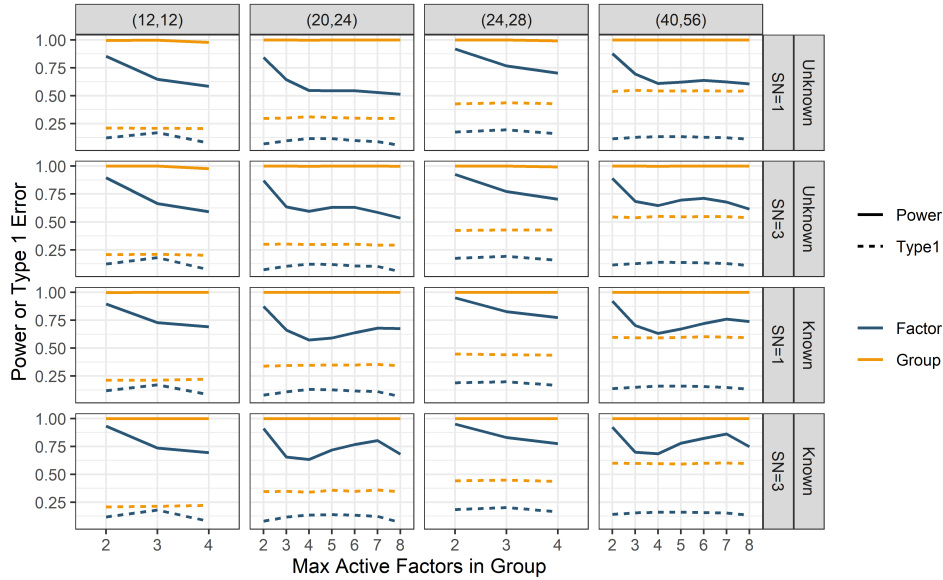 (12,12) (20,24) (24,28) (40,56)
1.00
0.75
0.50
0.25
SN=1 Unknown
1.00
0.75
0.50
0.25
SN=3 Unknown
1.00
0.75
0.50
0.25
SN=1 Known
1.00
0.75
0.50
0.25
SN=3 Known
2 3 4 2 3 4 5 6 7 8 2 3 4 2 3 4 5 6 7 8
Max Active Factors in Group
Power or Type 1 Error
Power
Type1
Factor
Group